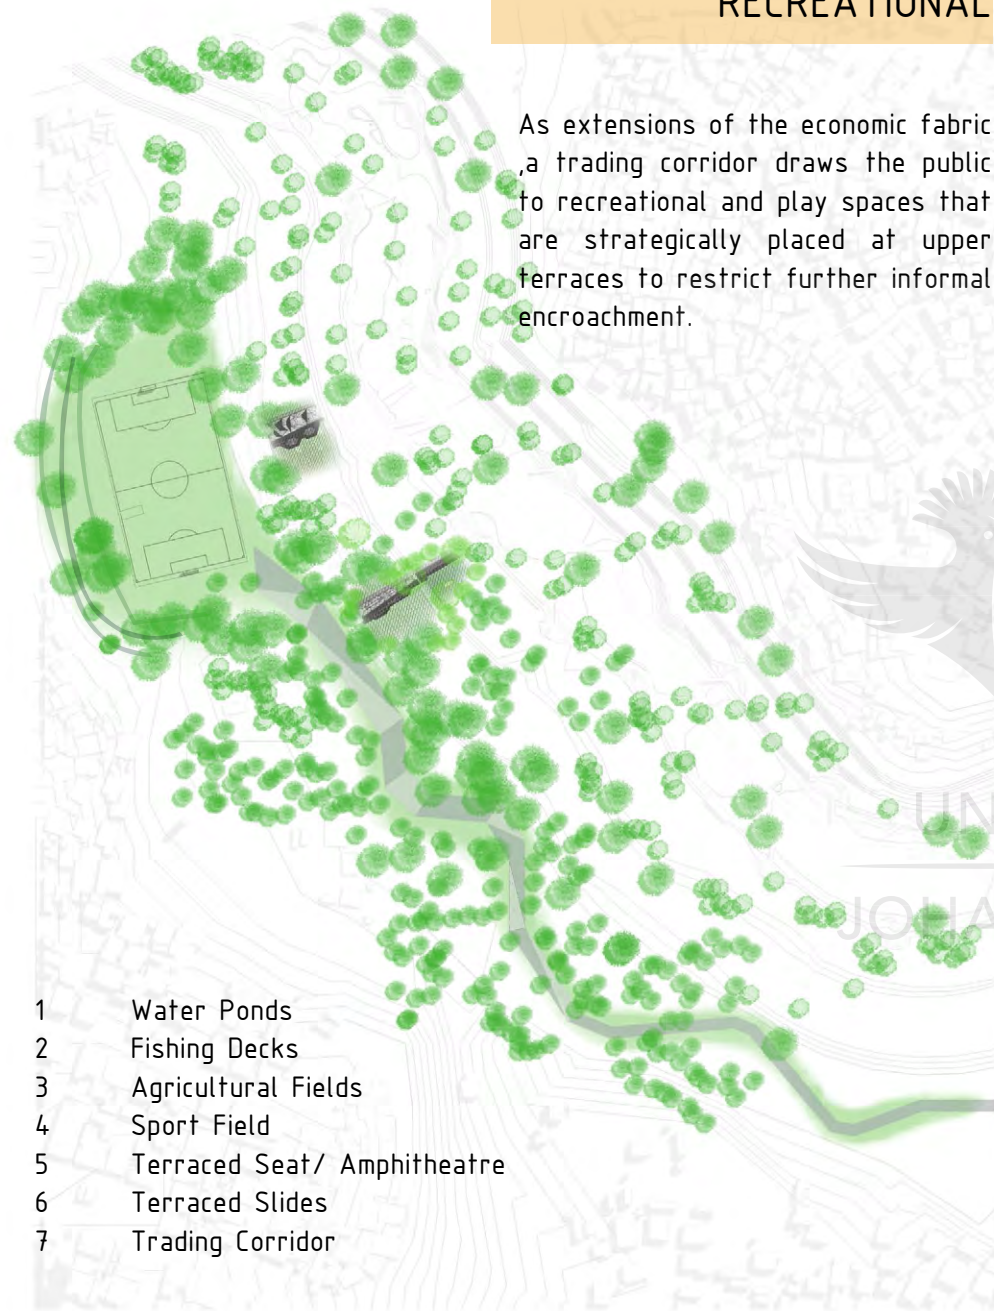 RECREATIONAL
As extensions of the economic fabric
,a trading corridor draws the public
to recreational and play spaces that
are strategically placed at upper
terraces to restrict further informal
encroachment.
UN
JOHA
1 Water Ponds
2 Fishing Decks
3 Agricultural Fields
4 Sport Field
5 Terraced Seat/ Amphitheatre
6 Terraced Slides
7 Trading Corridor